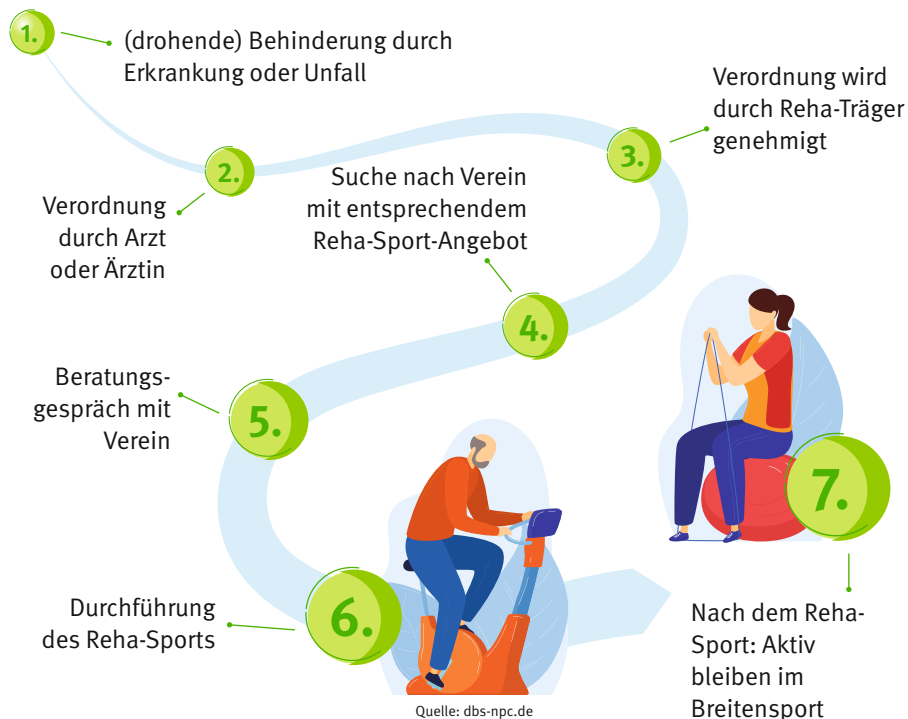 1.
(drohende) Behinderung durch
Erkrankung oder Unfall
2.
Verordnung
durch Arzt
oder Ärztin
3.
Verordnung wird
durch Reha-Träger
genehmigt
4.
Suche nach Verein
mit entsprechendem
Reha-Sport-Angebot
5.
Beratungs-
gespräch mit
Verein
6.
Durchführung
des Reha-Sports
7.
Nach dem Reha-
Sport: Aktiv
bleiben im
Breitensport
Quelle: dbs-npc.de